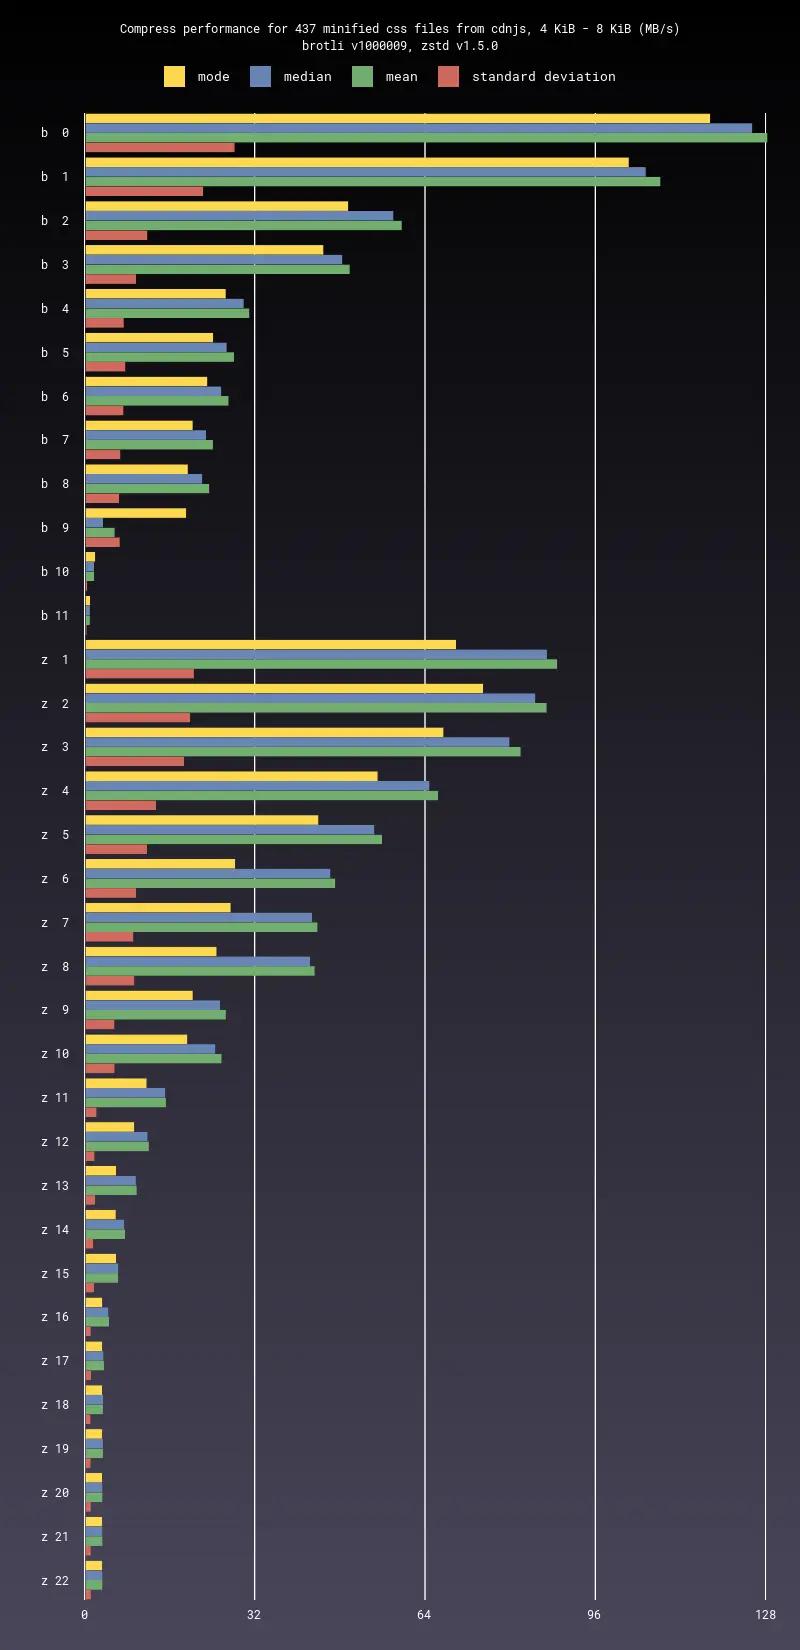 Compress performance for 437 minified css files from cdnjs, 4 KiB - 8 KiB (MB/s)
brotli v1000009, zstd v1.5.0
mode median mean standard deviation
b 0
b 1
b 2
b 3
b 4
b 5
b 6
b 7
b 8
b 9
b 10
b 11
z 1
z 2
z 3
z 4
z 5
z 6
z 7
z 8
z 9
z 10
z 11
z 12
z 13
z 14
z 15
z 16
z 17
z 18
z 19
z 20
z 21
z 22
0 32 64 96 128